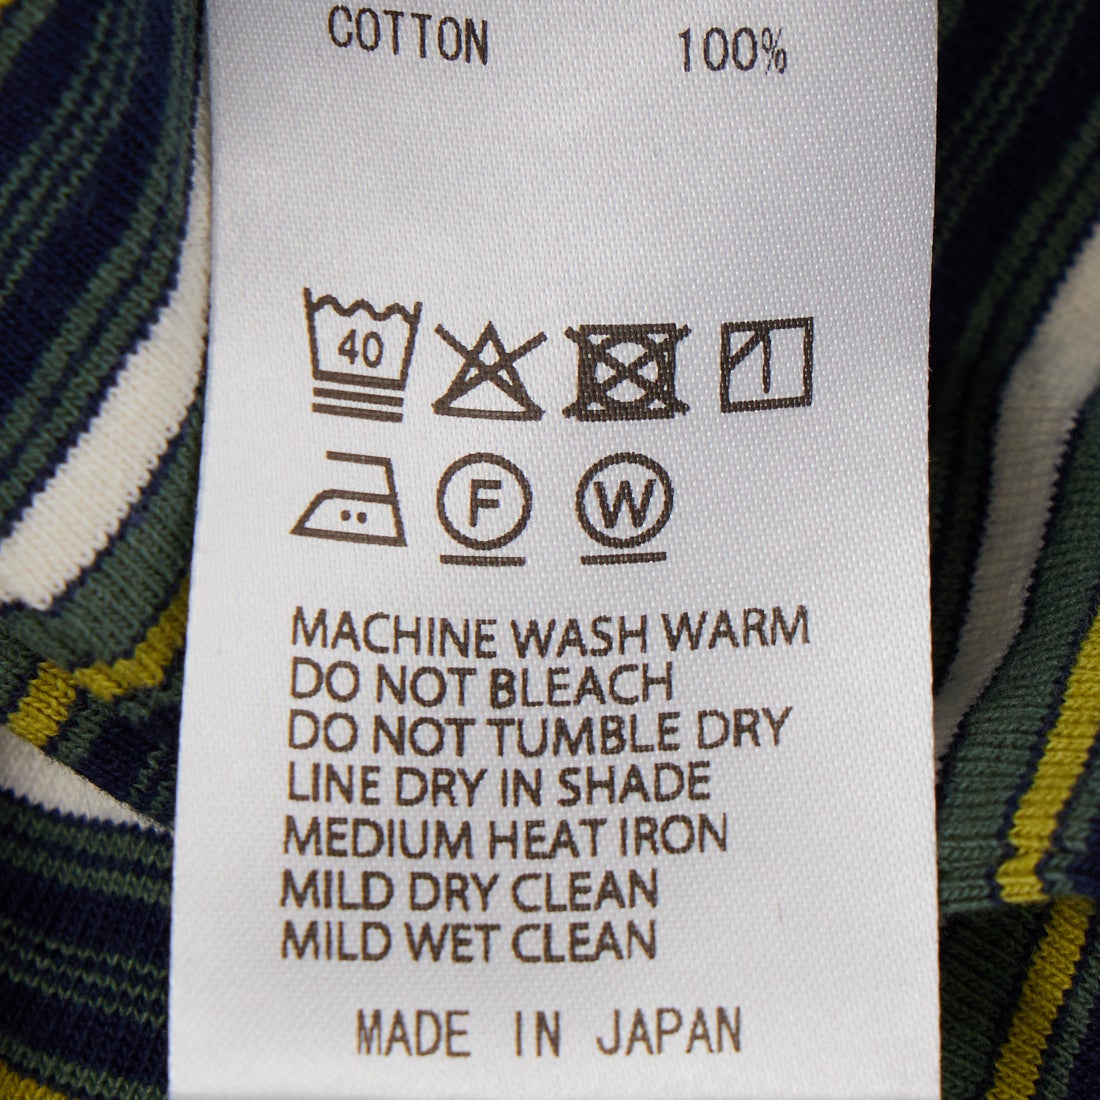 COTTON 100%
40
F W
MACHINE WASH WARM
DO NOT BLEACH
DO NOT TUMBLE DRY
LINE DRY IN SHADE
MEDIUM HEAT IRON
MILD DRY CLEAN
MILD WET CLEAN
MADE IN JAPAN